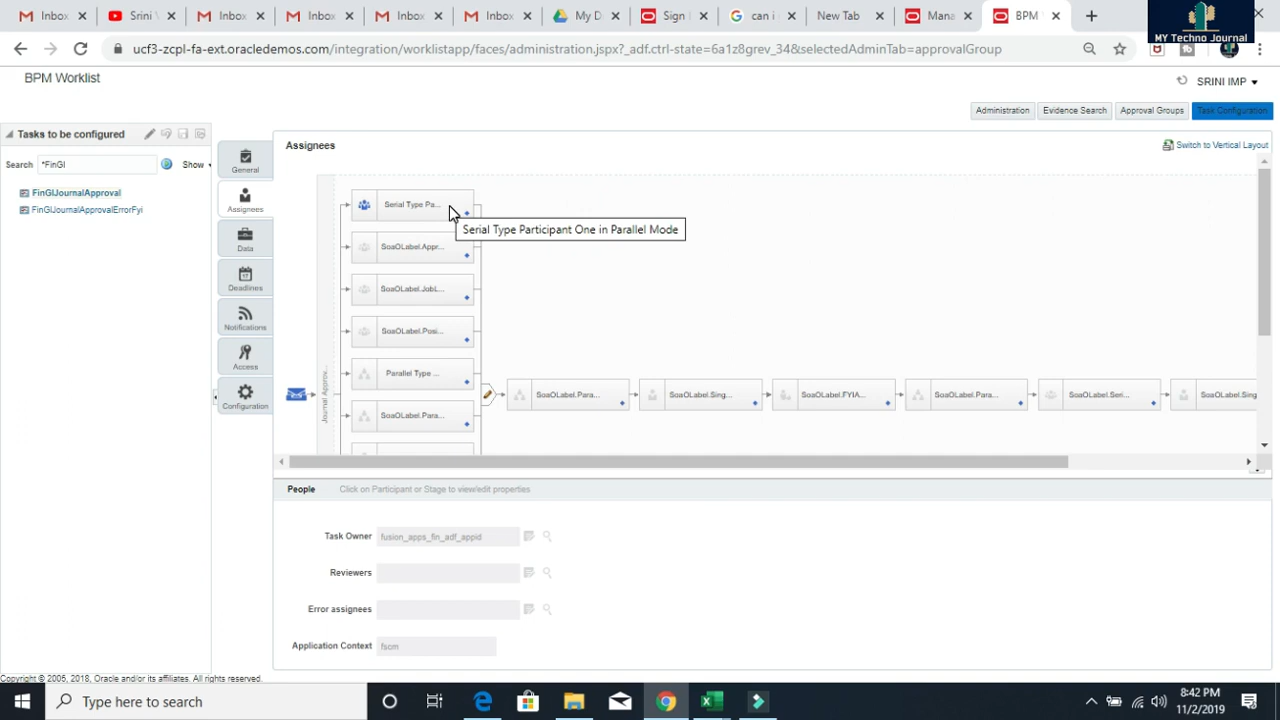 Inbox
Srini V
Inbox
Inbox
Inbox
Inbox
My D
Sign
can i
New Tab
Mana
BPM
ucf3-zcpl-fa-ext.oracledemos.com/integration/worklistapp/faces/administration.jspx?_adf.ctrl-state=6a1z8grev_34&selectedAdminTab=approvalGroup
MY Techno Journal
BPM Worklist
SRINI IMP
Administration
Evidence Search
Approval Groups
Task Configuration
Tasks to be configured
Search
*FinGl
Show
FinGlJournalApproval
FinGlJournalApprovalErrorFyi
General
Assignees
Data
Deadlines
Notifications
Access
Configuration
Assignees
Switch to Vertical Layout
Serial Type Pa...
Serial Type Participant One in Parallel Mode
SoaOLabel.Appr...
SoaOLabel.JobL...
SoaOLabel.Posi...
Parallel Type ...
SoaOLabel.Para...
Journal Approv...
SoaOLabel.Para...
SoaOLabel.Sing...
SoaOLabel.FYIA...
SoaOLabel.Para...
SoaOLabel.Seri...
SoaOLabel.Sing
People
Click on Participant or Stage to view/edit properties
Task Owner
fusion_apps_fin_adf_appid
Reviewers
Error assignees
Application Context
fscm
Copyright © 2005, 2018, Oracle and/or its affiliates. All rights reserved.
Type here to search
8:42 PM
11/2/2019